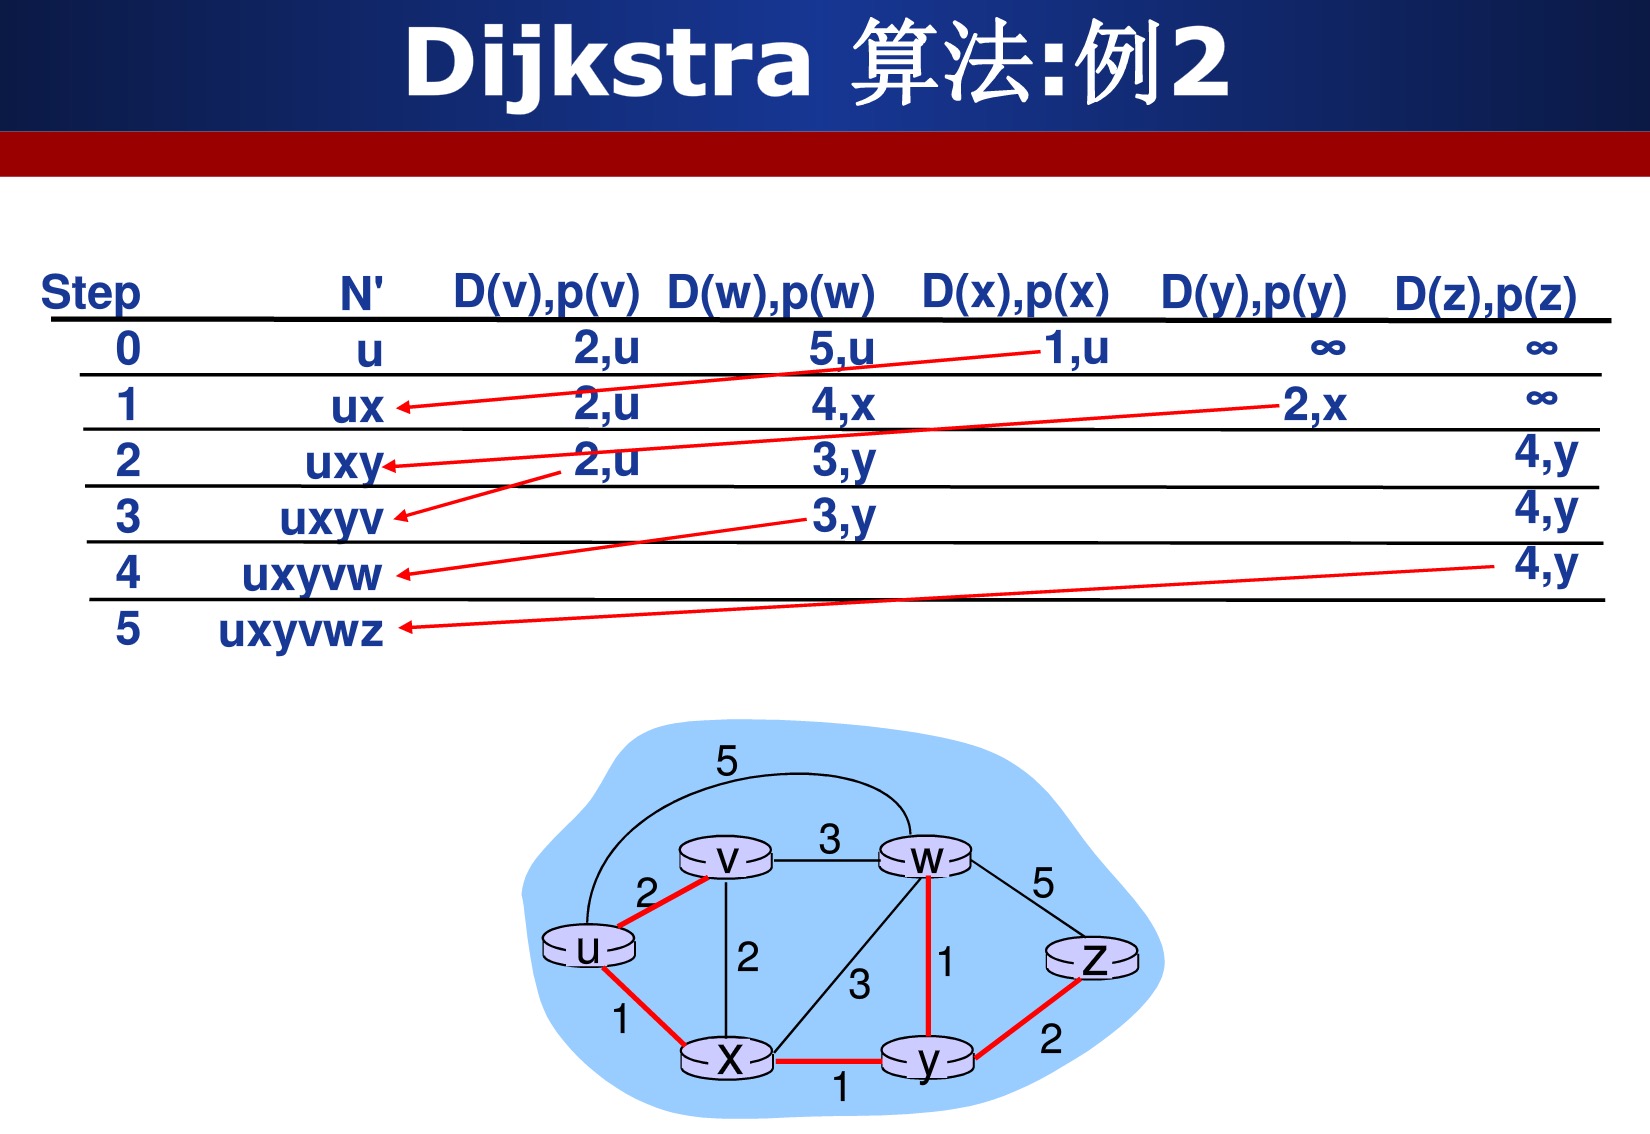 Dijkstra 算法:例2
Step N' D(v),p(v) D(w),p(w) D(x),p(x) D(y),p(y) D(z),p(z)
0 u 2,u 5,u 1,u ∞ ∞
1 ux 2,u 4,x 2,x ∞
2 uxy 2,u 3,y 4,y
3 uxyv 3,y 4,y
4 uxyvw 4,y
5 uxyvwz
5
3
v w
5
2
u 2 1 z
3
1 2
x y
1